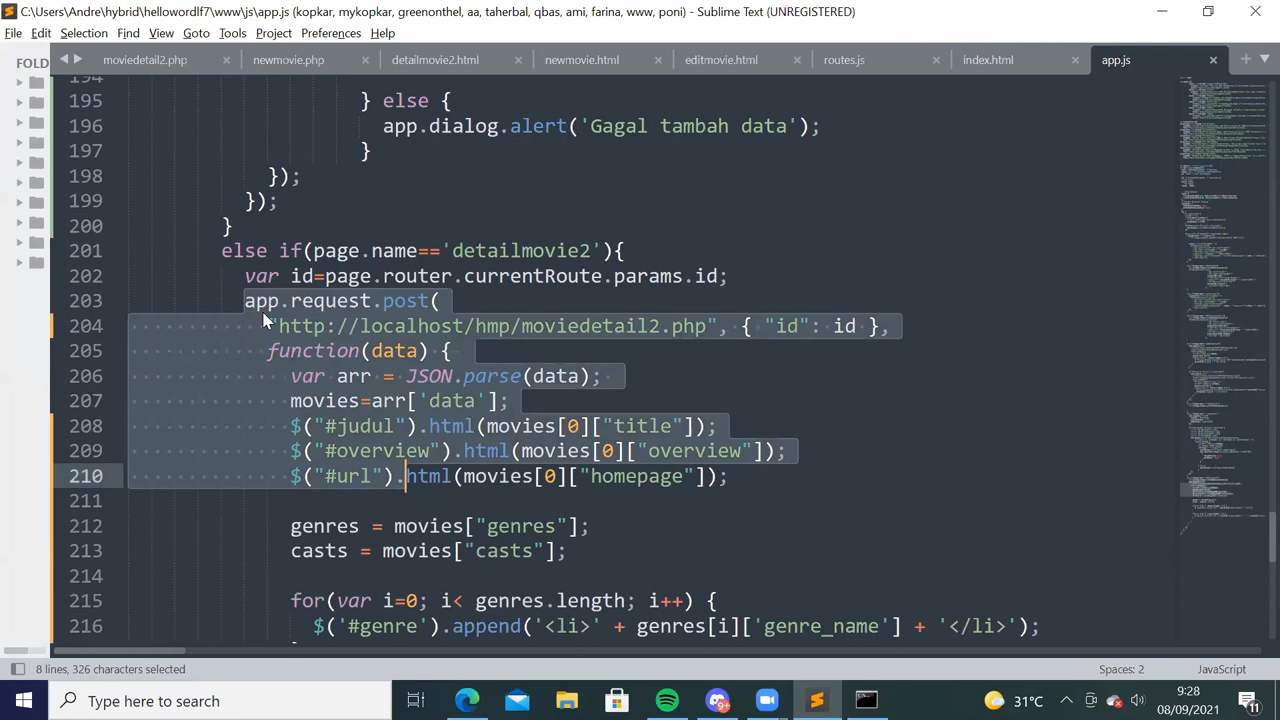 C:\Users\Andre\hybrid\hellowordlf7\www\js\app.js (kopkar, mykopkar, greenothel, aa, taherbal, qbas, ami, farina, www, poni) - Sublime Text (UNREGISTERED)
File Edit Selection Find View Goto Tools Project Preferences Help
FOLD
moviedetail2.php newmovie.php detailmovie2.html newmovie.html editmovie.html routes.js index.html app.js
194
195 } else {
196 app.dialog.alert('Gagal tambah data');
197 }
198 });
199 });
200 }
201 else if(page.name=='detailmovie2'){
202 var id=page.router.currentRoute.params.id;
203 app.request.post(
204 "http://localhost/hmp/moviedetail2.php", { "id": id },
205 function(data) {
206 var arr = JSON.parse(data);
207 movies=arr['data'];
208 $("#judul").html(movies[0]["title"]);
209 $("#overview").html(movies[0]["overview"]);
210 $("#url").html(movies[0]["homepage"]);
211
212 genres = movies["genres"];
213 casts = movies["casts"];
214
215 for(var i=0; i< genres.length; i++) {
216 $('#genre').append('<li>' + genres[i]['genre_name'] + '</li>');
8 lines, 326 characters selected Spaces: 2 JavaScript
Type here to search 31°C 9:28
08/09/2021 11